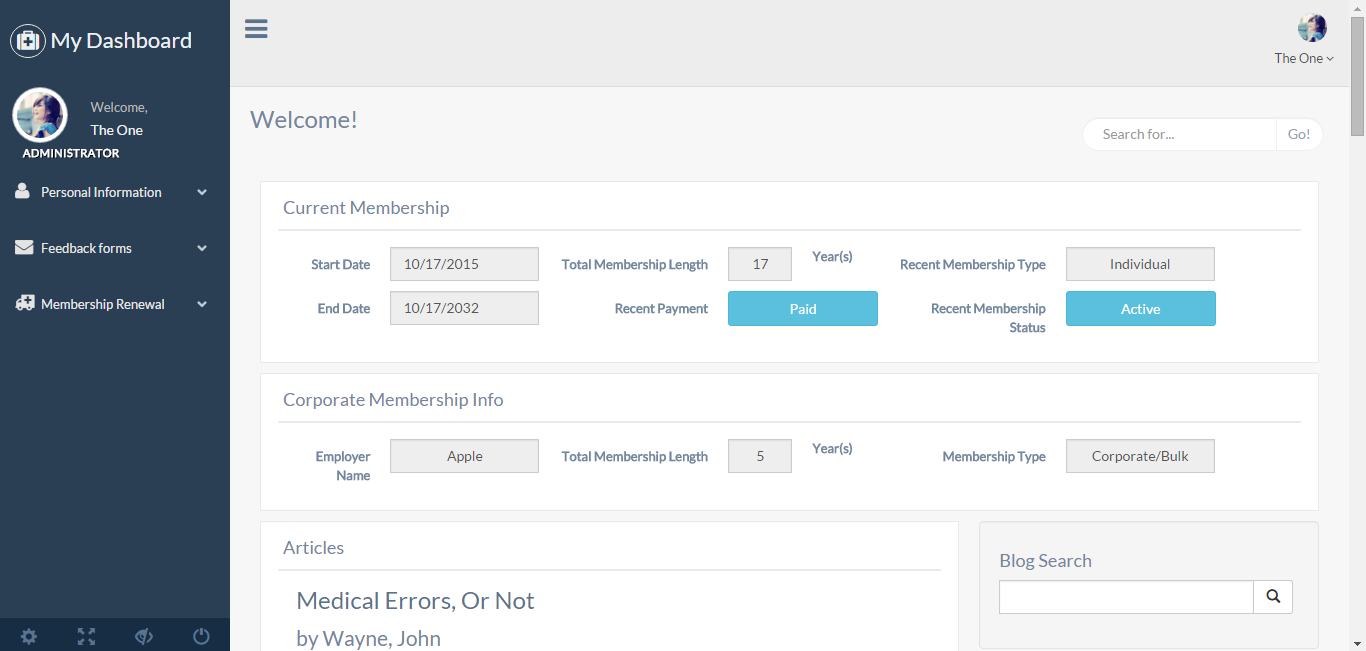 My Dashboard
Welcome,
The One
ADMINISTRATOR
Personal Information
Feedback forms
Membership Renewal
The One
Welcome!
Search for...
Go!
Current Membership
Start Date
10/17/2015
Total Membership Length
17
Year(s)
Recent Membership Type
Individual
End Date
10/17/2032
Recent Payment
Paid
Recent Membership
Status
Active
Corporate Membership Info
Employer
Name
Apple
Total Membership Length
5
Year(s)
Membership Type
Corporate/Bulk
Articles
Medical Errors, Or Not
by Wayne, John
Blog Search